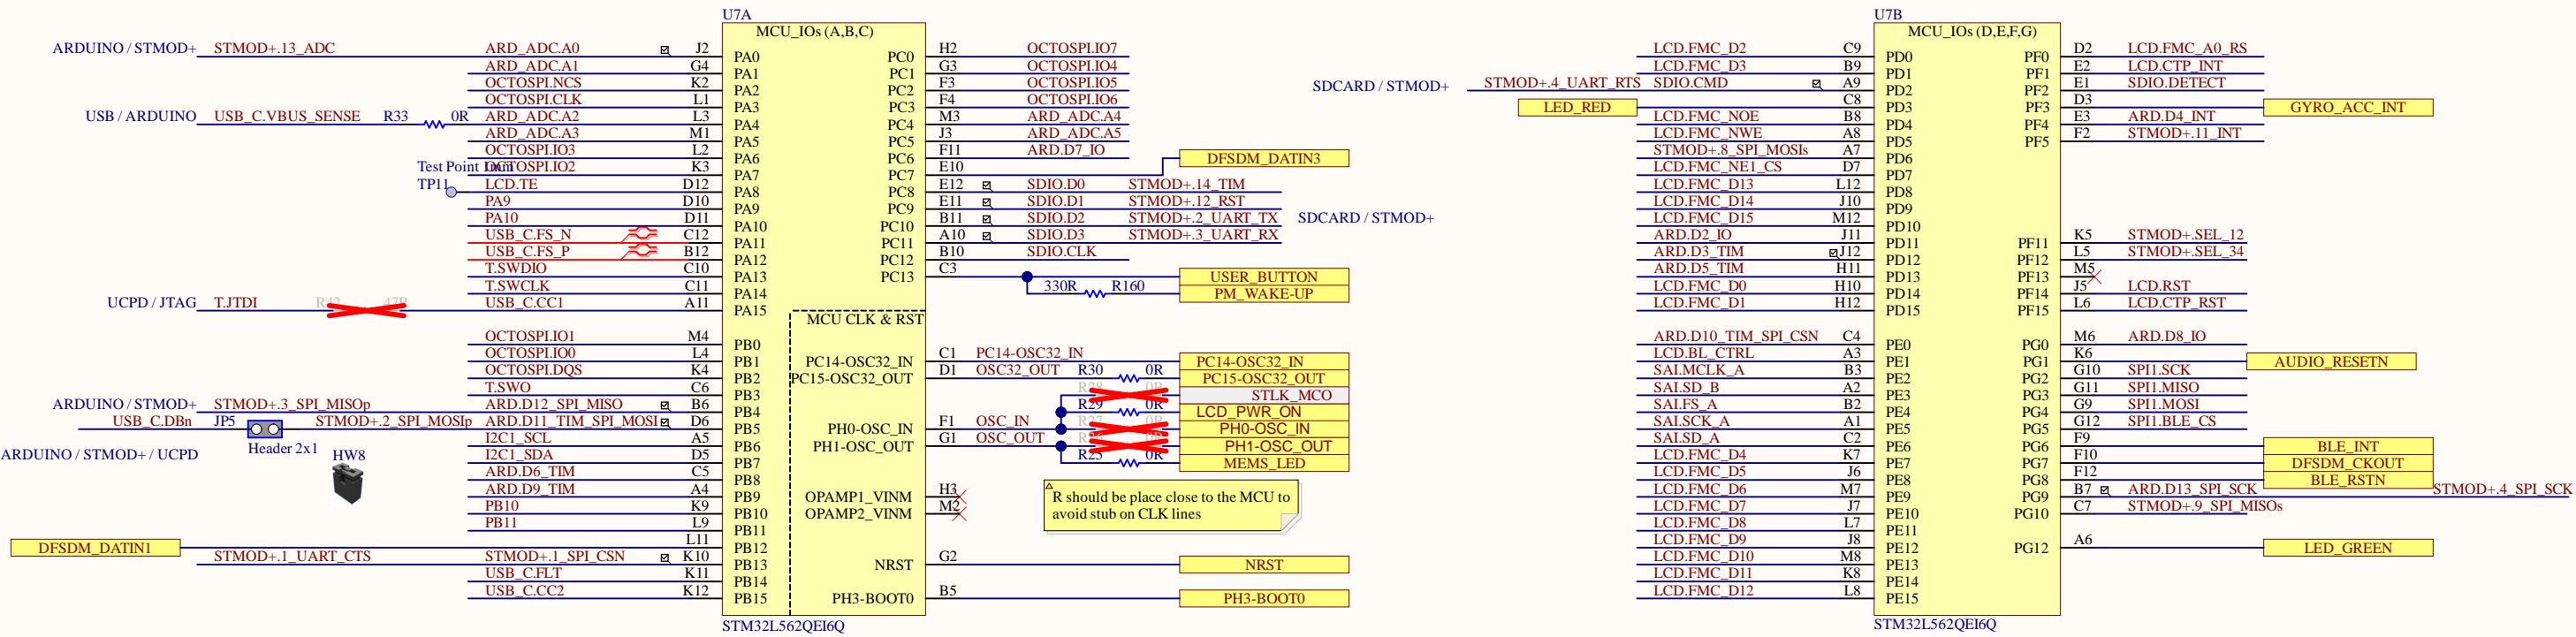 U7A
MCU_IOs (A,B,C)
ARDUINO / STMOD+ STMOD+.13_ADC ARD_ADC.A0 J2 PA0 PC0 H2 OCTOSPI.IO7
ARD_ADC.A1 G4 PA1 PC1 G3 OCTOSPI.IO4
OCTOSPI.NCS K2 PA2 PC2 F3 OCTOSPI.IO5
OCTOSPI.CLK L1 PA3 PC3 F4 OCTOSPI.IO6
USB / ARDUINO USB_C.VBUS_SENSE R33 0R ARD_ADC.A2 L3 PA4 PC4 M3 ARD_ADC.A4
ARD_ADC.A3 M1 PA5 PC5 J3 ARD_ADC.A5
OCTOSPI.IO3 L2 PA6 PC6 F11 ARD.D7_IO
Test Point 1mm OCTOSPI.IO2 K3 PA7 PC7 E10 DFSDM_DATIN3
TP11 LCD.TE D12 PA8 PC8 E12 SDIO.D0 STMOD+.14_TIM
PA9 D10 PA9 PC9 E11 SDIO.D1 STMOD+.12_RST
PA10 D11 PA10 PC10 B11 SDIO.D2 STMOD+.2_UART_TX SDCARD / STMOD+
USB_C.FS_N C12 PA11 PC11 A10 SDIO.D3 STMOD+.3_UART_RX
USB_C.FS_P B12 PA12 PC12 B10 SDIO.CLK
T.SWDIO C10 PA13 PC13 C3 USER_BUTTON
T.SWCLK C11 PA14 330R R160 PM_WAKE-UP
UCPD / JTAG T.JTDI R42 47R USB_C.CC1 A11 PA15
MCU CLK & RST
OCTOSPI.IO1 M4 PB0
OCTOSPI.IO0 L4 PB1 PC14-OSC32_IN C1 PC14-OSC32_IN PC14-OSC32_IN
OCTOSPI.DQS K4 PB2 PC15-OSC32_OUT D1 OSC32_OUT R30 0R PC15-OSC32_OUT
T.SWO C6 PB3 R28 0R STLK_MCO
ARDUINO / STMOD+ STMOD+.3_SPI_MISOp ARD.D12_SPI_MISO B6 PB4 R29 0R LCD_PWR_ON
USB_C.DBn JP5 STMOD+.2_SPI_MOSIp ARD.D11_TIM_SPI_MOSI D6 PB5 PH0-OSC_IN F1 OSC_IN R27 0R PH0-OSC_IN
Header 2x1 I2C1_SCL A5 PB6 PH1-OSC_OUT G1 OSC_OUT 0R PH1-OSC_OUT
ARDUINO / STMOD+ / UCPD HW8 I2C1_SDA D5 PB7 R25 0R MEMS_LED
ARD.D6_TIM C5 PB8
ARD.D9_TIM A4 PB9 OPAMP1_VINM H3
PB10 K9 PB10 OPAMP2_VINM M2
R should be place close to the MCU to
avoid stub on CLK lines
PB11 L9 PB11
DFSDM_DATIN1 L11 PB12
STMOD+.1_UART_CTS STMOD+.1_SPI_CSN K10 PB13 NRST G2 NRST
USB_C.FLT K11 PB14
USB_C.CC2 K12 PB15 PH3-BOOT0 B5 PH3-BOOT0
STM32L562QEI6Q
U7B
MCU_IOs (D,E,F,G)
LCD.FMC_D2 C9 PD0 PF0 D2 LCD.FMC_A0_RS
LCD.FMC_D3 B9 PD1 PF1 E2 LCD.CTP_INT
SDCARD / STMOD+ STMOD+.4_UART_RTS SDIO.CMD A9 PD2 PF2 E1 SDIO.DETECT
LED_RED C8 PD3 PF3 D3 GYRO_ACC_INT
LCD.FMC_NOE B8 PD4 PF4 E3 ARD.D4_INT
LCD.FMC_NWE A8 PD5 PF5 F2 STMOD+.11_INT
STMOD+.8_SPI_MOSIs A7 PD6
LCD.FMC_NE1_CS D7 PD7
LCD.FMC_D13 L12 PD8
LCD.FMC_D14 J10 PD9
LCD.FMC_D15 M12 PD10
ARD.D2_IO J11 PD11 PF11 K5 STMOD+.SEL_12
ARD.D3_TIM J12 PD12 PF12 L5 STMOD+.SEL_34
ARD.D5_TIM H11 PD13 PF13 M5
LCD.FMC_D0 H10 PD14 PF14 J5 LCD.RST
LCD.FMC_D1 H12 PD15 PF15 L6 LCD.CTP_RST
ARD.D10_TIM_SPI_CSN C4 PE0 PG0 M6 ARD.D8_IO
LCD.BL_CTRL A3 PE1 PG1 K6 AUDIO_RESETN
SAI.MCLK_A B3 PE2 PG2 G10 SPI1.SCK
SAI.SD_B A2 PE3 PG3 G11 SPI1.MISO
SAI.FS_A B2 PE4 PG4 G9 SPI1.MOSI
SAI.SCK_A A1 PE5 PG5 G12 SPI1.BLE_CS
SAI.SD_A C2 PE6 PG6 F9 BLE_INT
LCD.FMC_D4 K7 PE7 PG7 F10 DFSDM_CKOUT
LCD.FMC_D5 J6 PE8 PG8 F12 BLE_RSTN
LCD.FMC_D6 M7 PE9 PG9 B7 ARD.D13_SPI_SCK STMOD+.4_SPI_SCK
LCD.FMC_D7 J7 PE10 PG10 C7 STMOD+.9_SPI_MISOs
LCD.FMC_D8 L7 PE11
LCD.FMC_D9 J8 PE12 PG12 A6 LED_GREEN
LCD.FMC_D10 M8 PE13
LCD.FMC_D11 K8 PE14
LCD.FMC_D12 L8 PE15
STM32L562QEI6Q